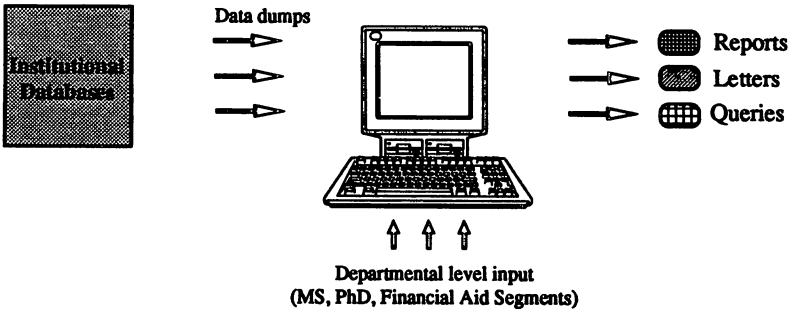 Data dumps
Institutional
Databases
Reports
Letters
Queries
Departmental level input
(MS, PhD, Financial Aid Segments)